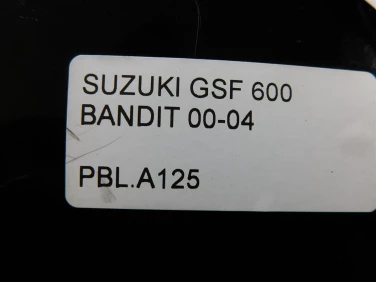 SUZUKI GSF 600
BANDIT 00-04
PBL.A125